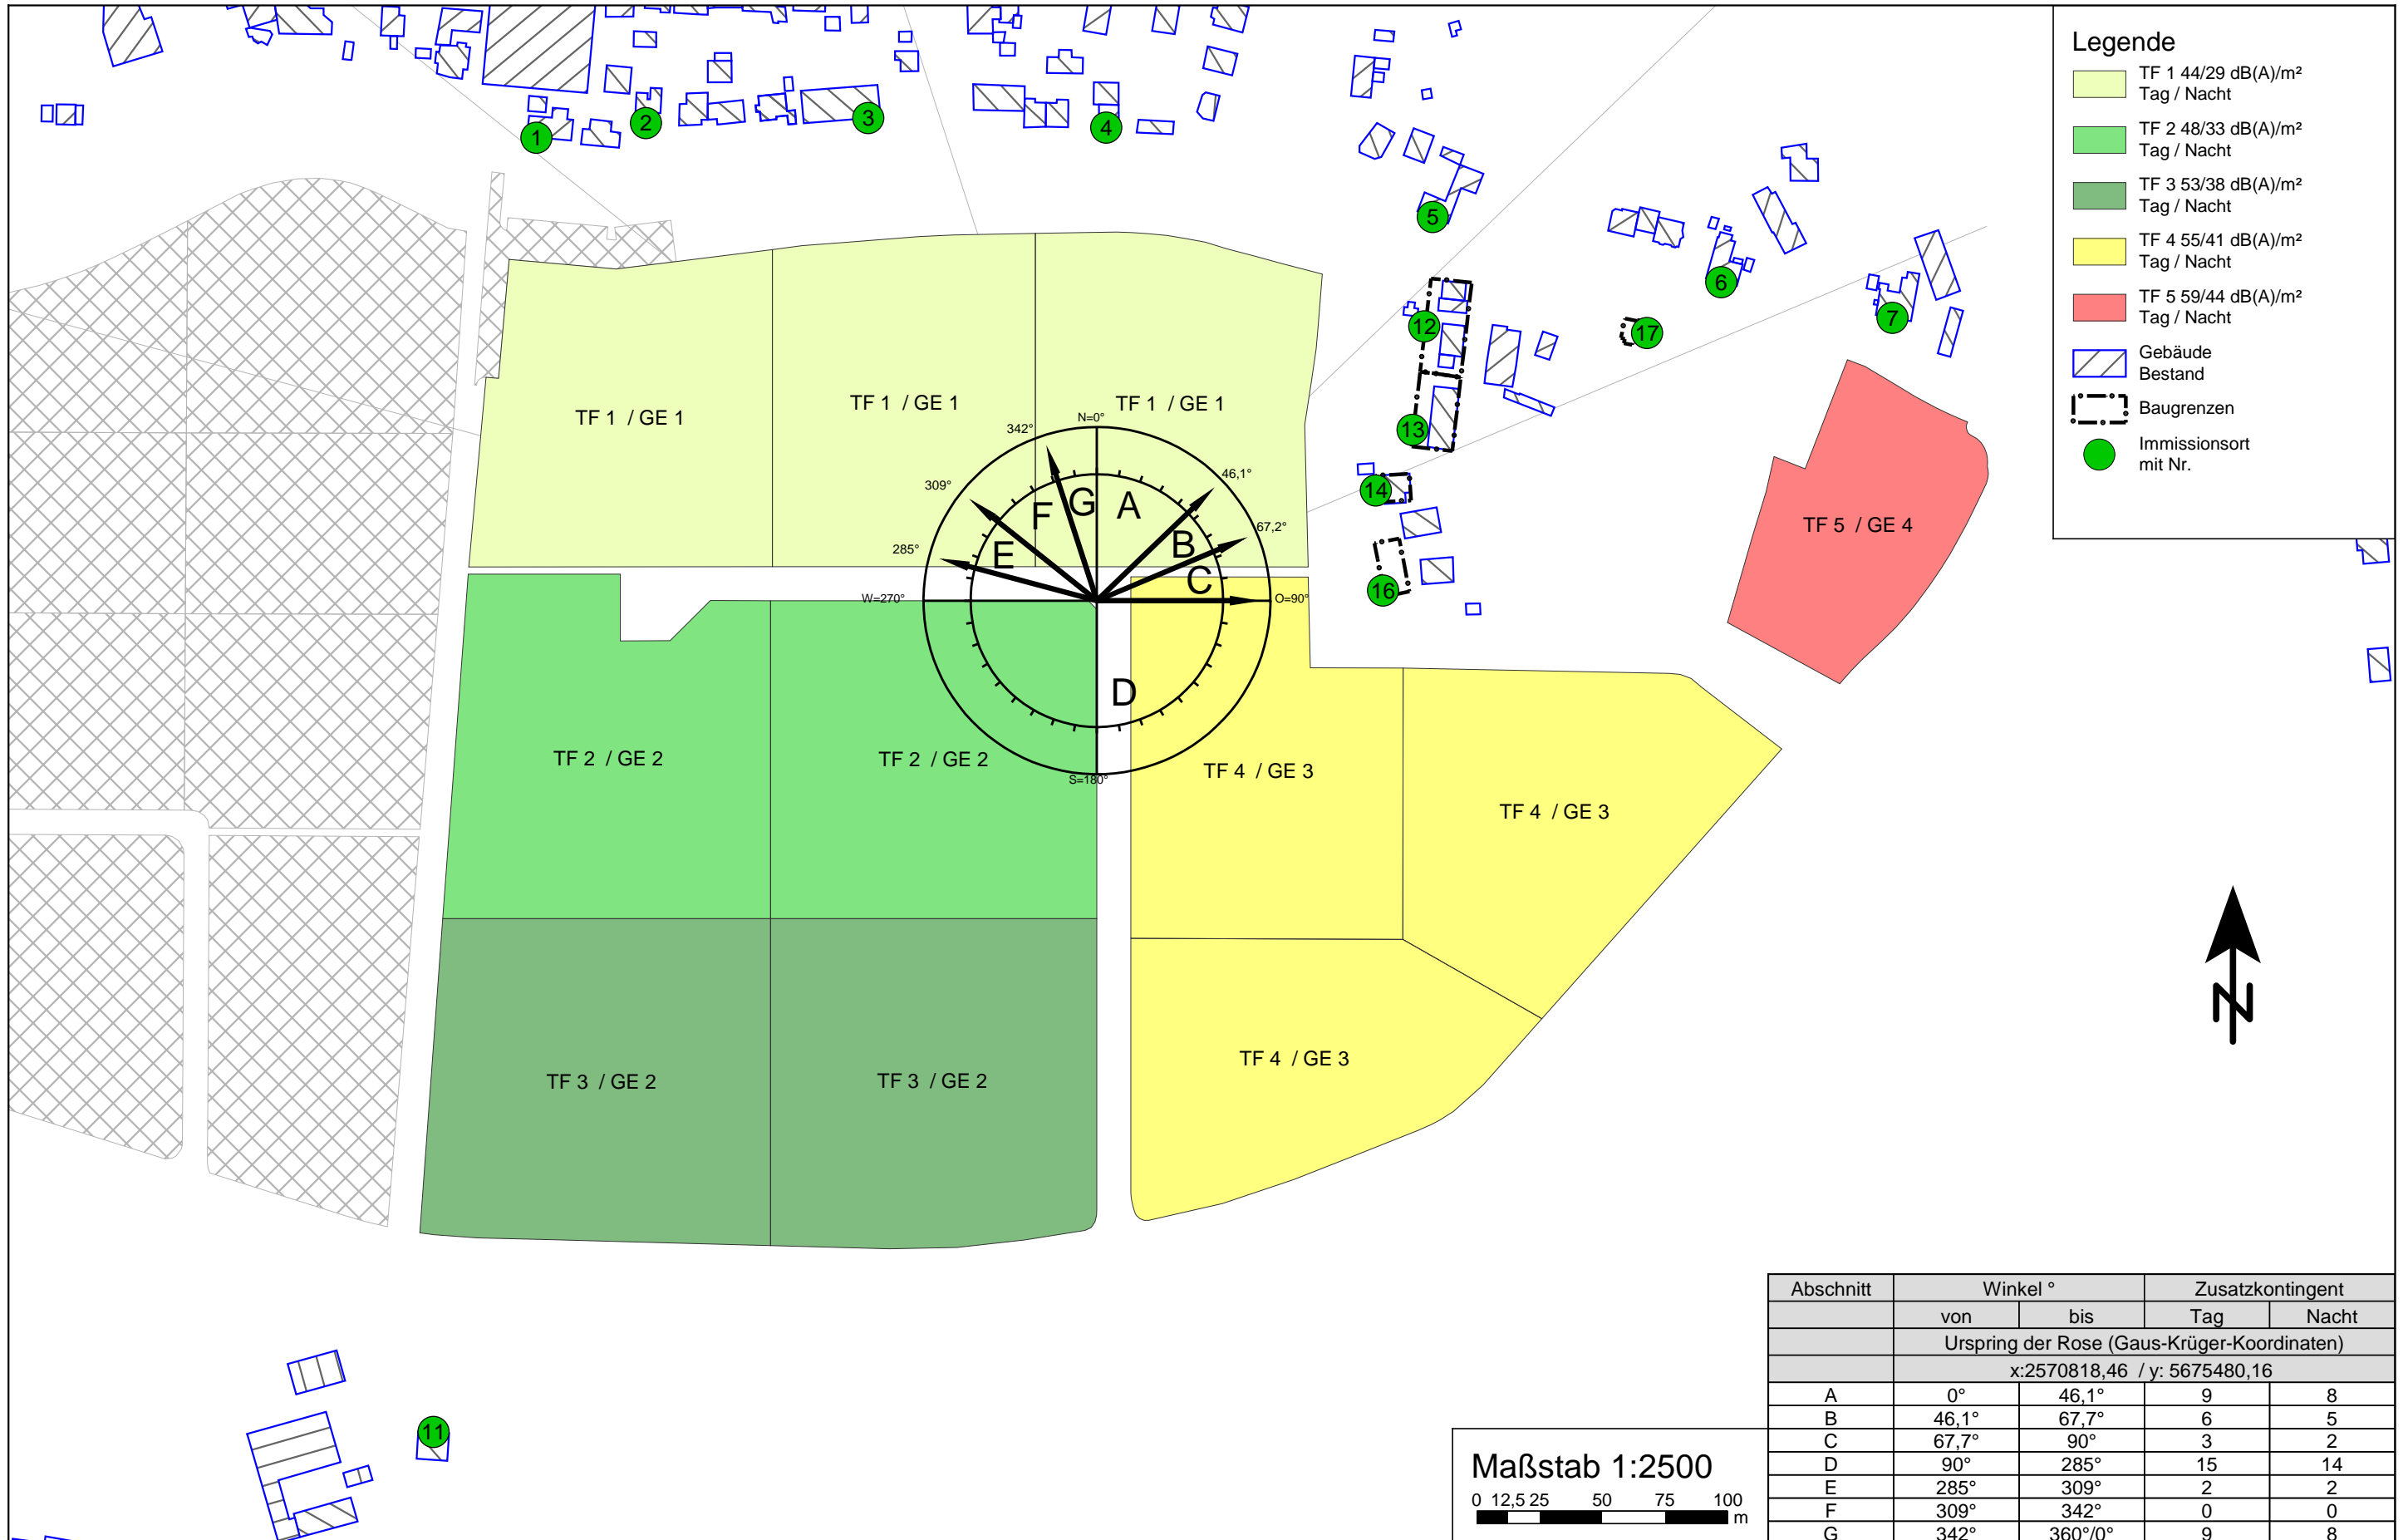 Legende
TF 1 44/29 dB(A)/m²
Tag / Nacht
TF 2 48/33 dB(A)/m²
Tag / Nacht
TF 3 53/38 dB(A)/m²
Tag / Nacht
TF 4 55/41 dB(A)/m²
Tag / Nacht
TF 5 59/44 dB(A)/m²
Tag / Nacht
Gebäude
Bestand
Baugrenzen
Immissionsort
mit Nr.
1
2
3
4
5
6
7
12
17
13
14
16
11
TF 1 / GE 1
TF 1 / GE 1
TF 1 / GE 1
N=0°
342°
309°
285°
46,1°
67,2°
W=270°
O=90°
S=180°
A
B
C
D
E
F
G
TF 5 / GE 4
TF 2 / GE 2
TF 2 / GE 2
TF 4 / GE 3
TF 4 / GE 3
TF 3 / GE 2
TF 3 / GE 2
TF 4 / GE 3
N
Maßstab 1:2500
0 12,5 25 50 75 100
m
Abschnitt Winkel ° Zusatzkontingent
von bis Tag Nacht
Urspring der Rose (Gaus-Krüger-Koordinaten)
x:2570818,46 / y: 5675480,16
A 0° 46,1° 9 8
B 46,1° 67,7° 6 5
C 67,7° 90° 3 2
D 90° 285° 15 14
E 285° 309° 2 2
F 309° 342° 0 0
G 342° 360°/0° 9 8